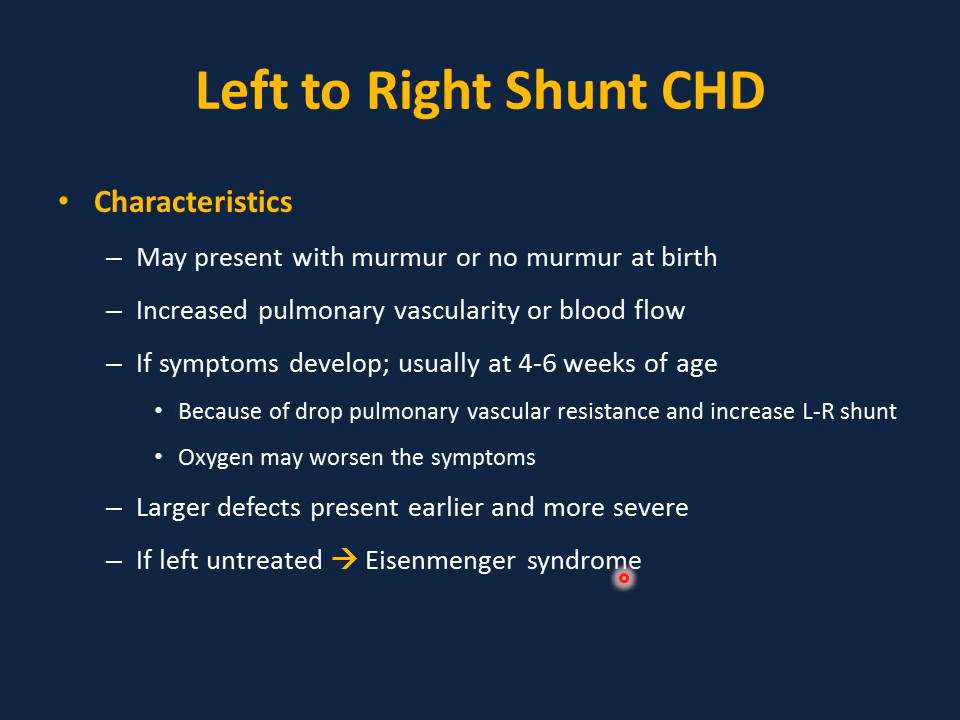 Left to Right Shunt CHD
• Characteristics
– May present with murmur or no murmur at birth
– Increased pulmonary vascularity or blood flow
– If symptoms develop; usually at 4-6 weeks of age
• Because of drop pulmonary vascular resistance and increase L-R shunt
• Oxygen may worsen the symptoms
– Larger defects present earlier and more severe
– If left untreated → Eisenmenger syndrome